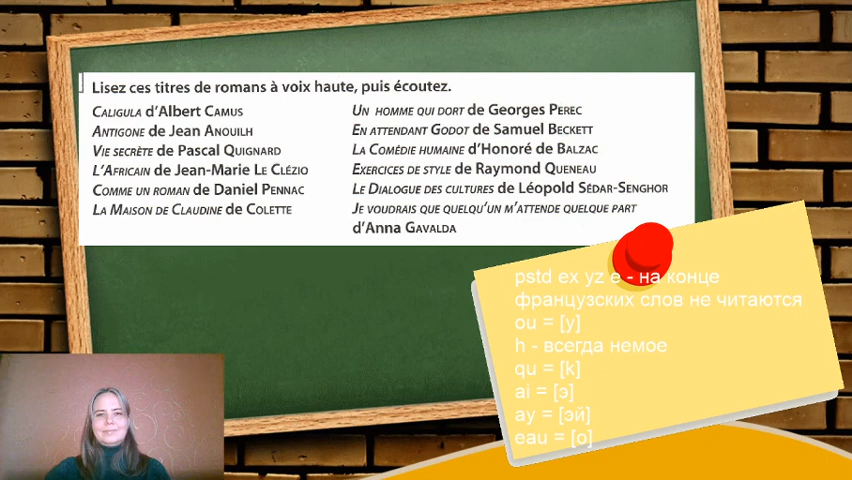 Lisez ces titres de romans à voix haute, puis écoutez.
CALIGULA d'Albert CAMUS
ANTIGONE de Jean ANOUILH
VIE SECRÈTE de Pascal QUIGNARD
L'AFRICAIN de Jean-Marie LE CLÉZIO
COMME UN ROMAN de Daniel PENNAC
LA MAISON DE CLAUDINE de COLETTE
UN HOMME QUI DORT de Georges PEREC
EN ATTENDANT GODOT de Samuel BECKETT
LA COMÉDIE HUMAINE d'Honoré de BALZAC
EXERCICES DE STYLE de Raymond QUENEAU
LE DIALOGUE DES CULTURES de Léopold SÉDAR-SENGHOR
JE VOUDRAIS QUE QUELQU'UN M'ATTENDE QUELQUE PART
d'Anna GAVALDA
pstd ex yz e - на конце
французских слов не читаются
ou = [у]
h - всегда немое
qu = [k]
ai = [э]
ay = [эй]
eau = [о]